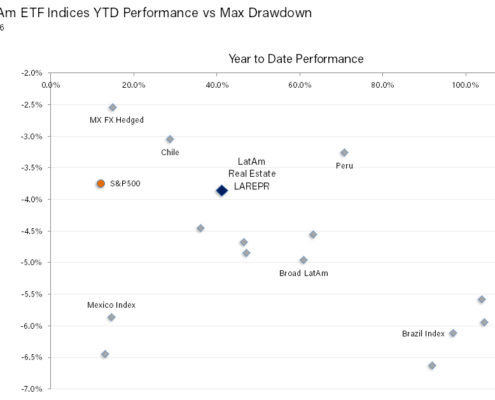 Am ETF Indices YTD Performance vs Max Drawdown
6
Year to Date Performance
-2.0%
0.0% 20.0% 40.0% 60.0% 80.0% 100.0%
-2.5%
MX FX Hedged
-3.0%
Chile
LatAm
Real Estate
LAREPR
Peru
-3.5%
S&P500
-4.0%
-4.5%
Broad LatAm
-5.0%
-5.5%
Mexico Index
-6.0%
Brazil Index
-6.5%
-7.0%